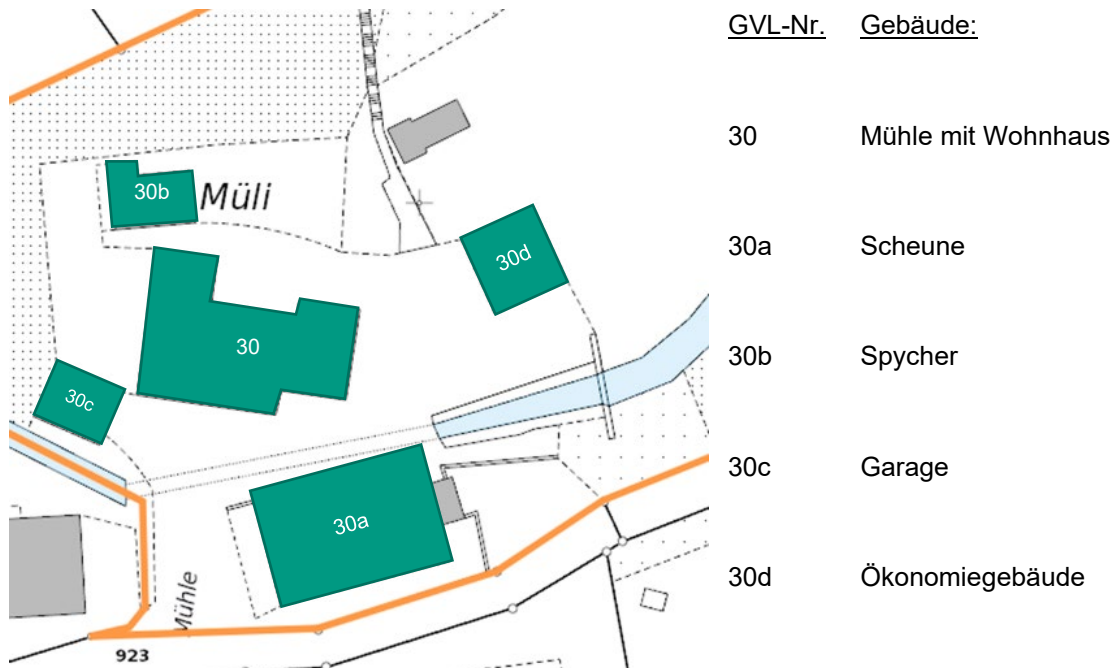 30b
Müli
30d
30
30c
30a
Mühle
923
GVL-Nr. Gebäude:
30 Mühle mit Wohnhaus
30a Scheune
30b Spycher
30c Garage
30d Ökonomiegebäude